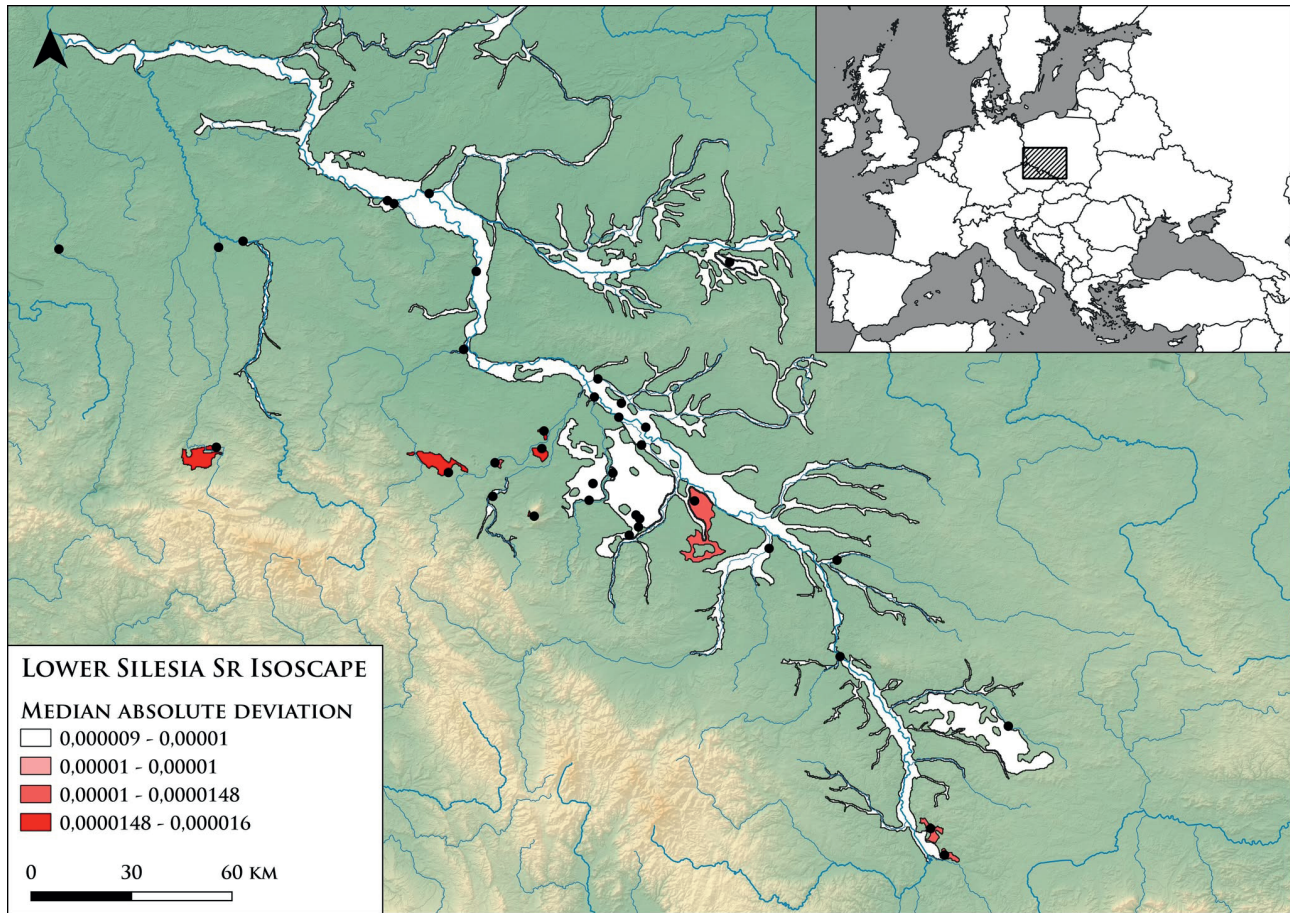 LOWER SILESIA SR ISOSCAPE
MEDIAN ABSOLUTE DEVIATION
0,000009 - 0,00001
0,00001 - 0,00001
0,00001 - 0,0000148
0,0000148 - 0,000016
0 30 60 KM